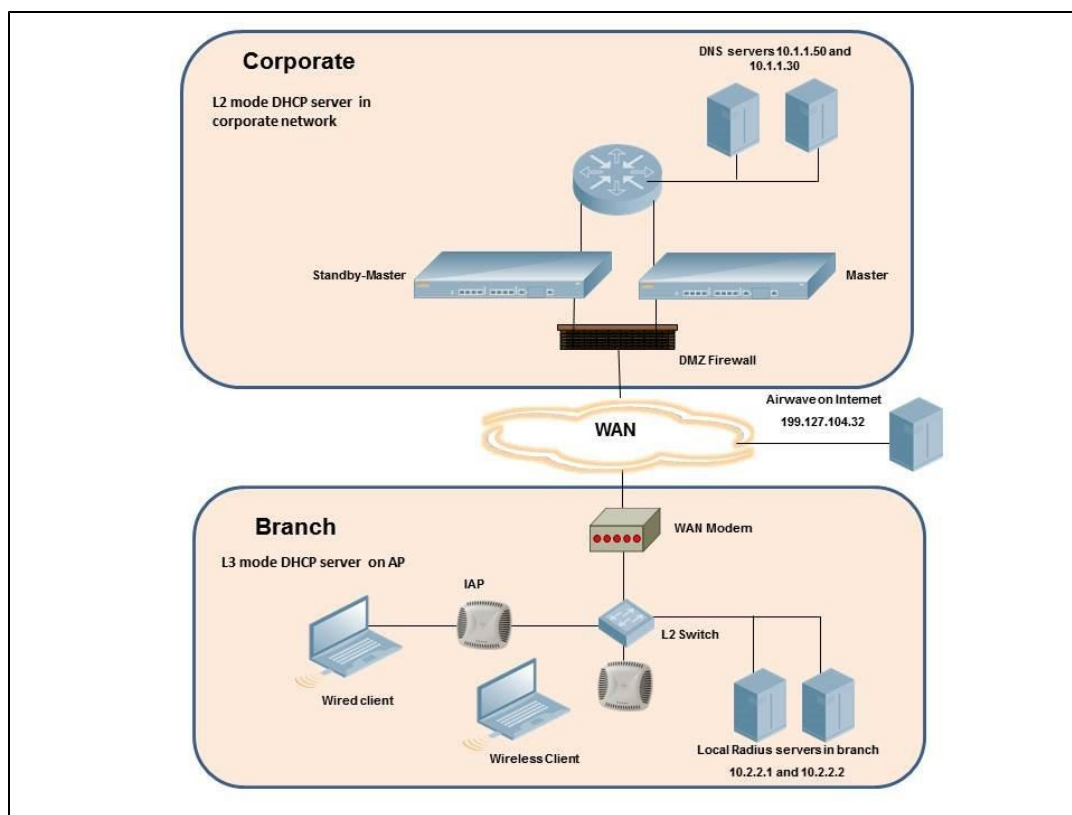 Corporate
DNS servers 10.1.1.50 and
10.1.1.30
L2 mode DHCP server in
corporate network
Standby-Master
Master
DMZ Firewall
WAN
Airwave on Internet
199.127.104.32
Branch
L3 mode DHCP server on AP
WAN Modem
IAP
L2 Switch
Wired client
Wireless Client
Local Radius servers in branch
10.2.2.1 and 10.2.2.2